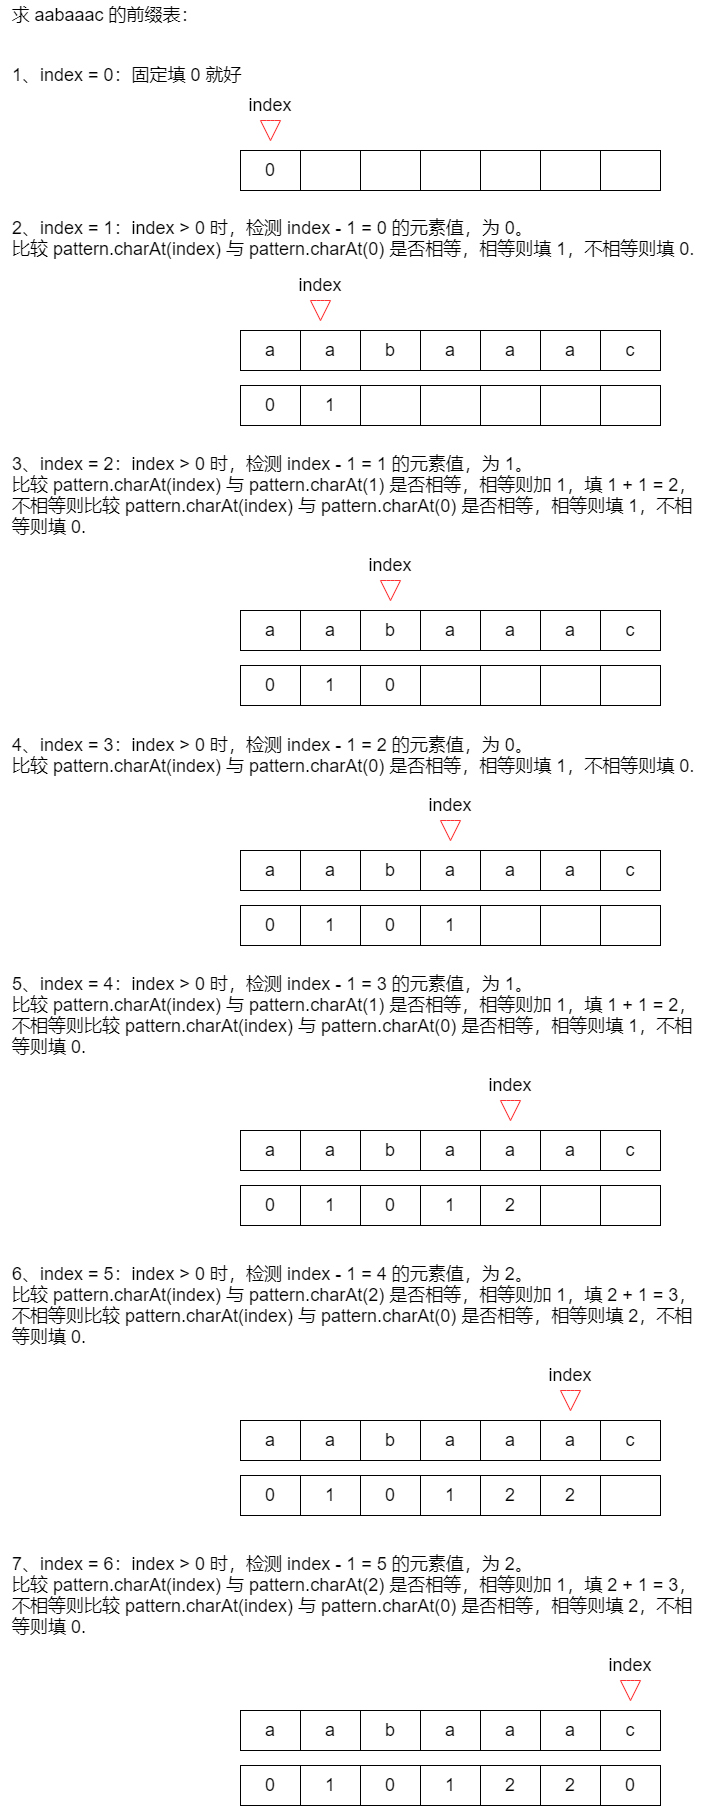 求 aabaaac 的前缀表：
1、index = 0：固定填 0 就好
index
0
2、index = 1：index > 0 时，检测 index - 1 = 0 的元素值，为 0。
比较 pattern.charAt(index) 与 pattern.charAt(0) 是否相等，相等则填 1，不相等则填 0.
index
a a b a a a c
0 1
3、index = 2：index > 0 时，检测 index - 1 = 1 的元素值，为 1。
比较 pattern.charAt(index) 与 pattern.charAt(1) 是否相等，相等则加 1，填 1 + 1 = 2，
不相等则比较 pattern.charAt(index) 与 pattern.charAt(0) 是否相等，相等则填 1，不相
等则填 0.
index
a a b a a a c
0 1 0
4、index = 3：index > 0 时，检测 index - 1 = 2 的元素值，为 0。
比较 pattern.charAt(index) 与 pattern.charAt(0) 是否相等，相等则填 1，不相等则填 0.
index
a a b a a a c
0 1 0 1
5、index = 4：index > 0 时，检测 index - 1 = 3 的元素值，为 1。
比较 pattern.charAt(index) 与 pattern.charAt(1) 是否相等，相等则加 1，填 1 + 1 = 2，
不相等则比较 pattern.charAt(index) 与 pattern.charAt(0) 是否相等，相等则填 1，不相
等则填 0.
index
a a b a a a c
0 1 0 1 2
6、index = 5：index > 0 时，检测 index - 1 = 4 的元素值，为 2。
比较 pattern.charAt(index) 与 pattern.charAt(2) 是否相等，相等则加 1，填 2 + 1 = 3，
不相等则比较 pattern.charAt(index) 与 pattern.charAt(0) 是否相等，相等则填 2，不相
等则填 0.
index
a a b a a a c
0 1 0 1 2 2
7、index = 6：index > 0 时，检测 index - 1 = 5 的元素值，为 2。
比较 pattern.charAt(index) 与 pattern.charAt(2) 是否相等，相等则加 1，填 2 + 1 = 3，
不相等则比较 pattern.charAt(index) 与 pattern.charAt(0) 是否相等，相等则填 2，不相
等则填 0.
index
a a b a a a c
0 1 0 1 2 2 0